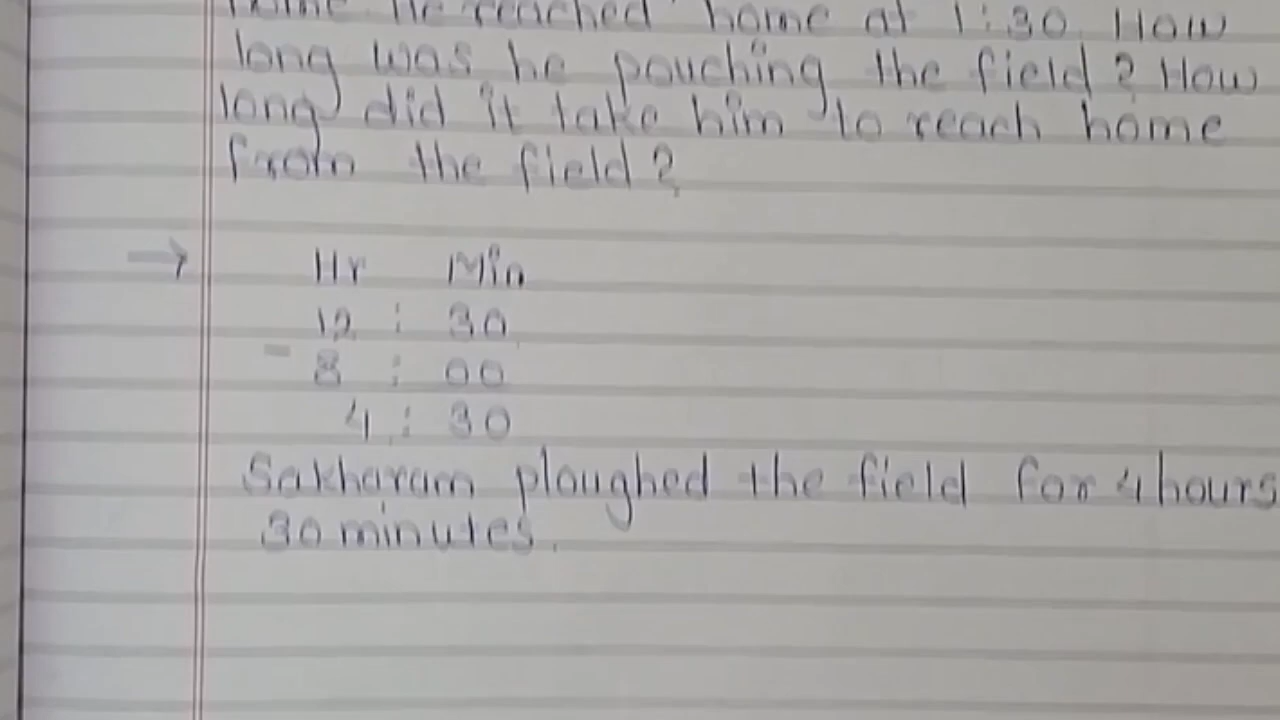 home he reached home at 1:30. How
long was he pouching the field? How
long did it take him to reach home
from the field?
→ Hr Min
12 : 30
- 8 : 00
4 : 30
Sakharam ploughed the field for 4 hours
30 minutes.